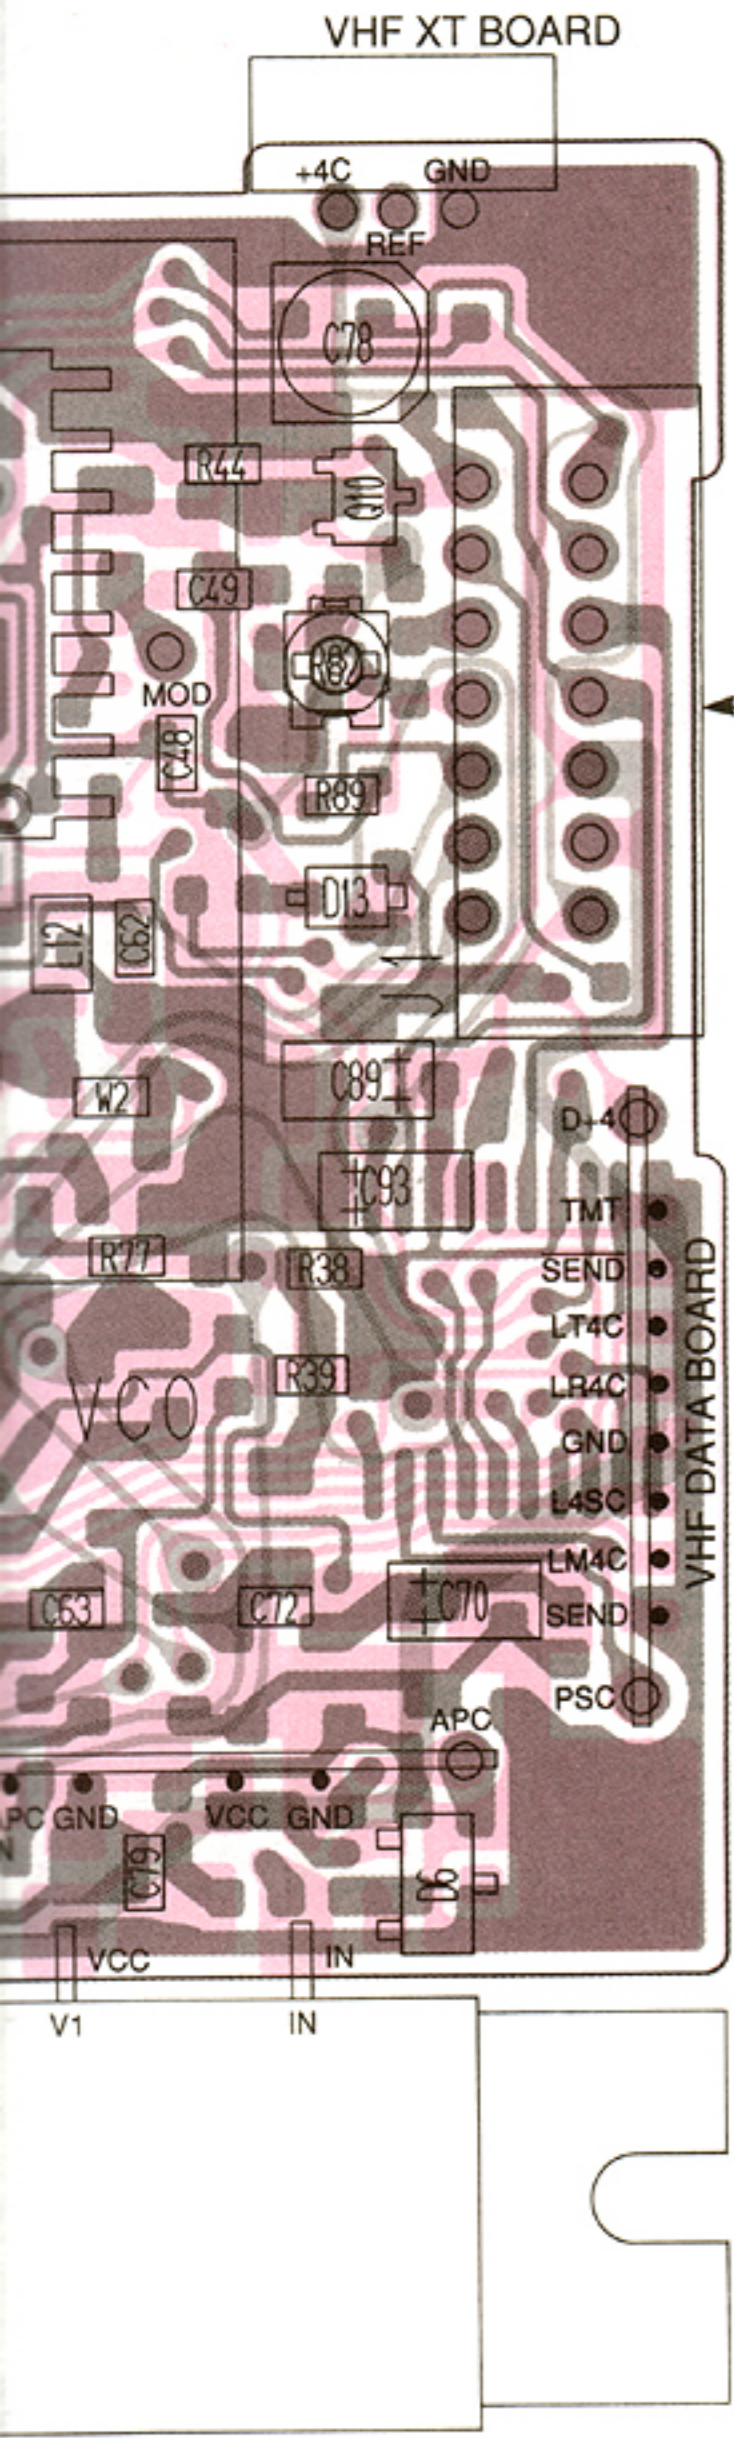 VHF XT BOARD
+4C GND
REF
C78
R44
Q10
C49
R82
MOD
C48
R89
D13
L12
C62
C89
W2
D+4
C93
TMT
R77
R38
SEND
LT4C
R39
LR4C
VCO
GND
L4SC
VHF DATA BOARD
LM4C
C63
C72
C70
SEND
PSC
APC
APC GND VCC GND
N
C79
D6
VCC
IN
V1
IN